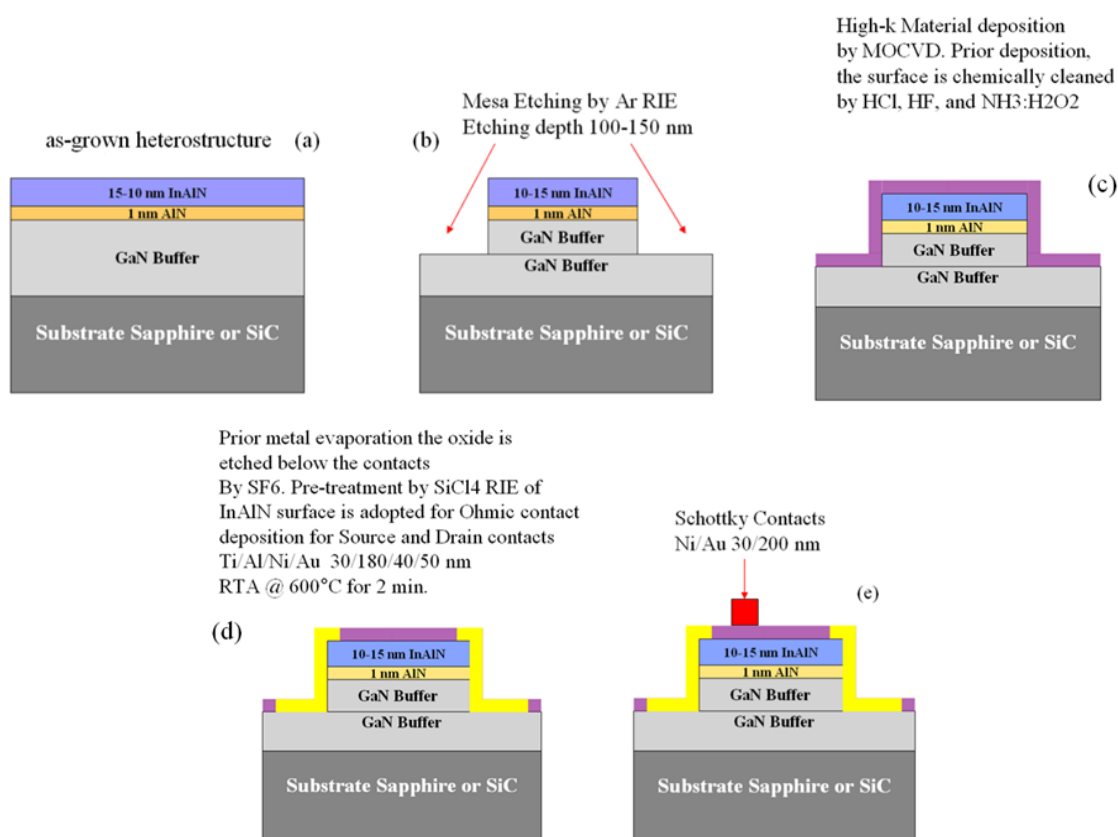 as-grown heterostructure (a)
15-10 nm InAlN
1 nm AlN
GaN Buffer
Substrate Sapphire or SiC
(b)
Mesa Etching by Ar RIE
Etching depth 100-150 nm
10-15 nm InAlN
1 nm AlN
GaN Buffer
GaN Buffer
Substrate Sapphire or SiC
High-k Material deposition
by MOCVD. Prior deposition,
the surface is chemically cleaned
by HCl, HF, and NH3:H2O2
(c)
10-15 nm InAlN
1 nm AlN
GaN Buffer
GaN Buffer
Substrate Sapphire or SiC
Prior metal evaporation the oxide is
etched below the contacts
By SF6. Pre-treatment by SiCl4 RIE of
InAlN surface is adopted for Ohmic contact
deposition for Source and Drain contacts
Ti/Al/Ni/Au 30/180/40/50 nm
RTA @ 600°C for 2 min.
(d)
10-15 nm InAlN
1 nm AlN
GaN Buffer
GaN Buffer
Substrate Sapphire or SiC
Schottky Contacts
Ni/Au 30/200 nm
(e)
10-15 nm InAlN
1 nm AlN
GaN Buffer
GaN Buffer
Substrate Sapphire or SiC